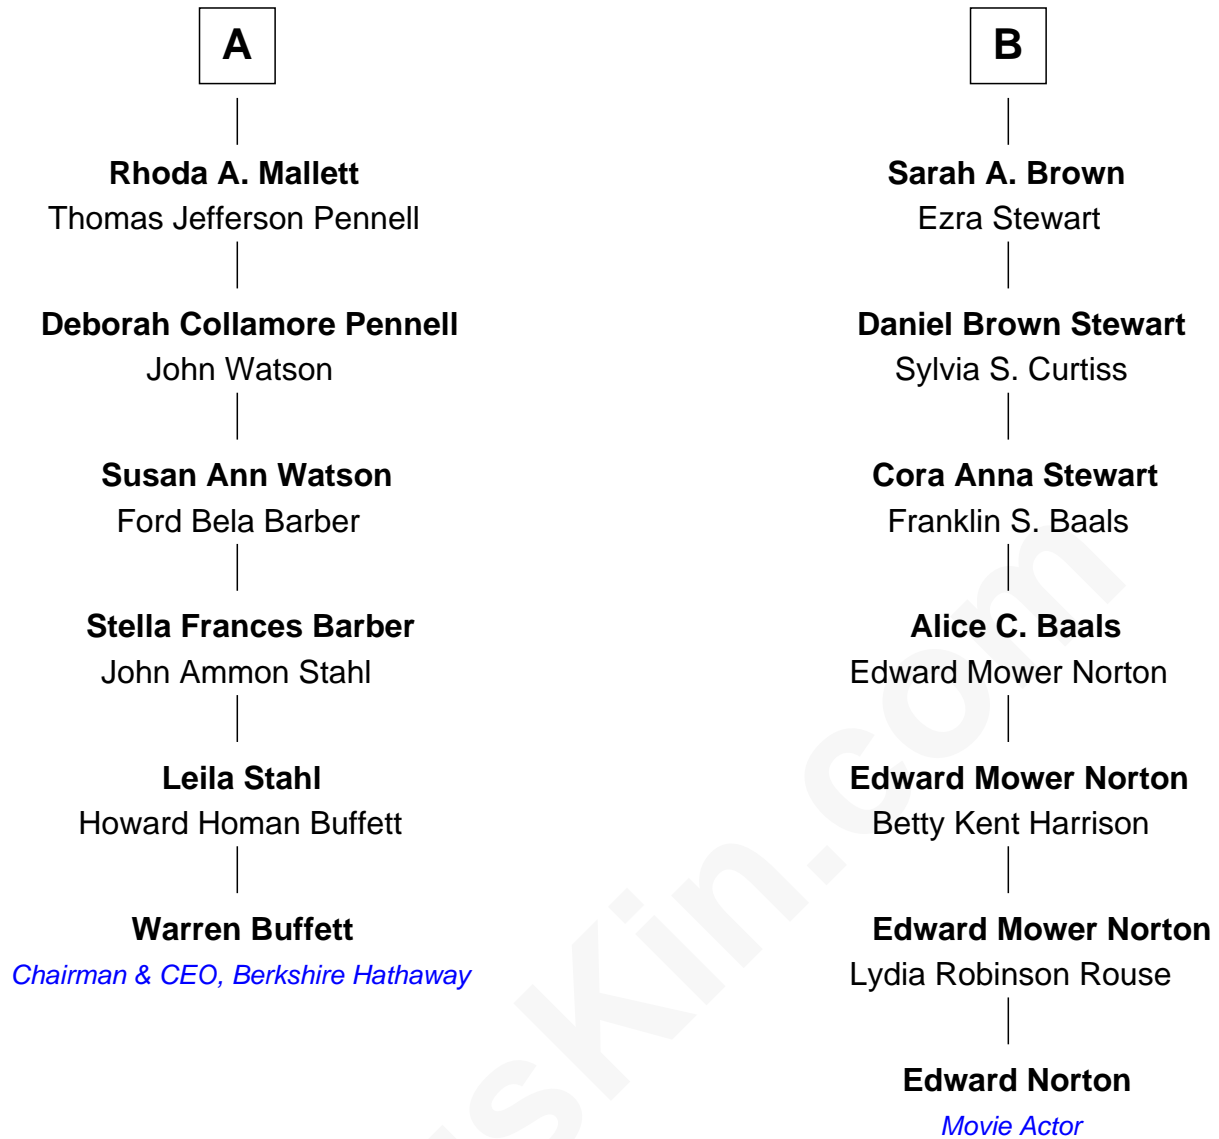 A
Rhoda A. Mallett
Thomas Jefferson Pennell
Deborah Collamore Pennell
John Watson
Susan Ann Watson
Ford Bela Barber
Stella Frances Barber
John Ammon Stahl
Leila Stahl
Howard Homan Buffett
Warren Buffett
Chairman & CEO, Berkshire Hathaway
B
Sarah A. Brown
Ezra Stewart
Daniel Brown Stewart
Sylvia S. Curtiss
Cora Anna Stewart
Franklin S. Baals
Alice C. Baals
Edward Mower Norton
Edward Mower Norton
Betty Kent Harrison
Edward Mower Norton
Lydia Robinson Rouse
Edward Norton
Movie Actor
sKin.com